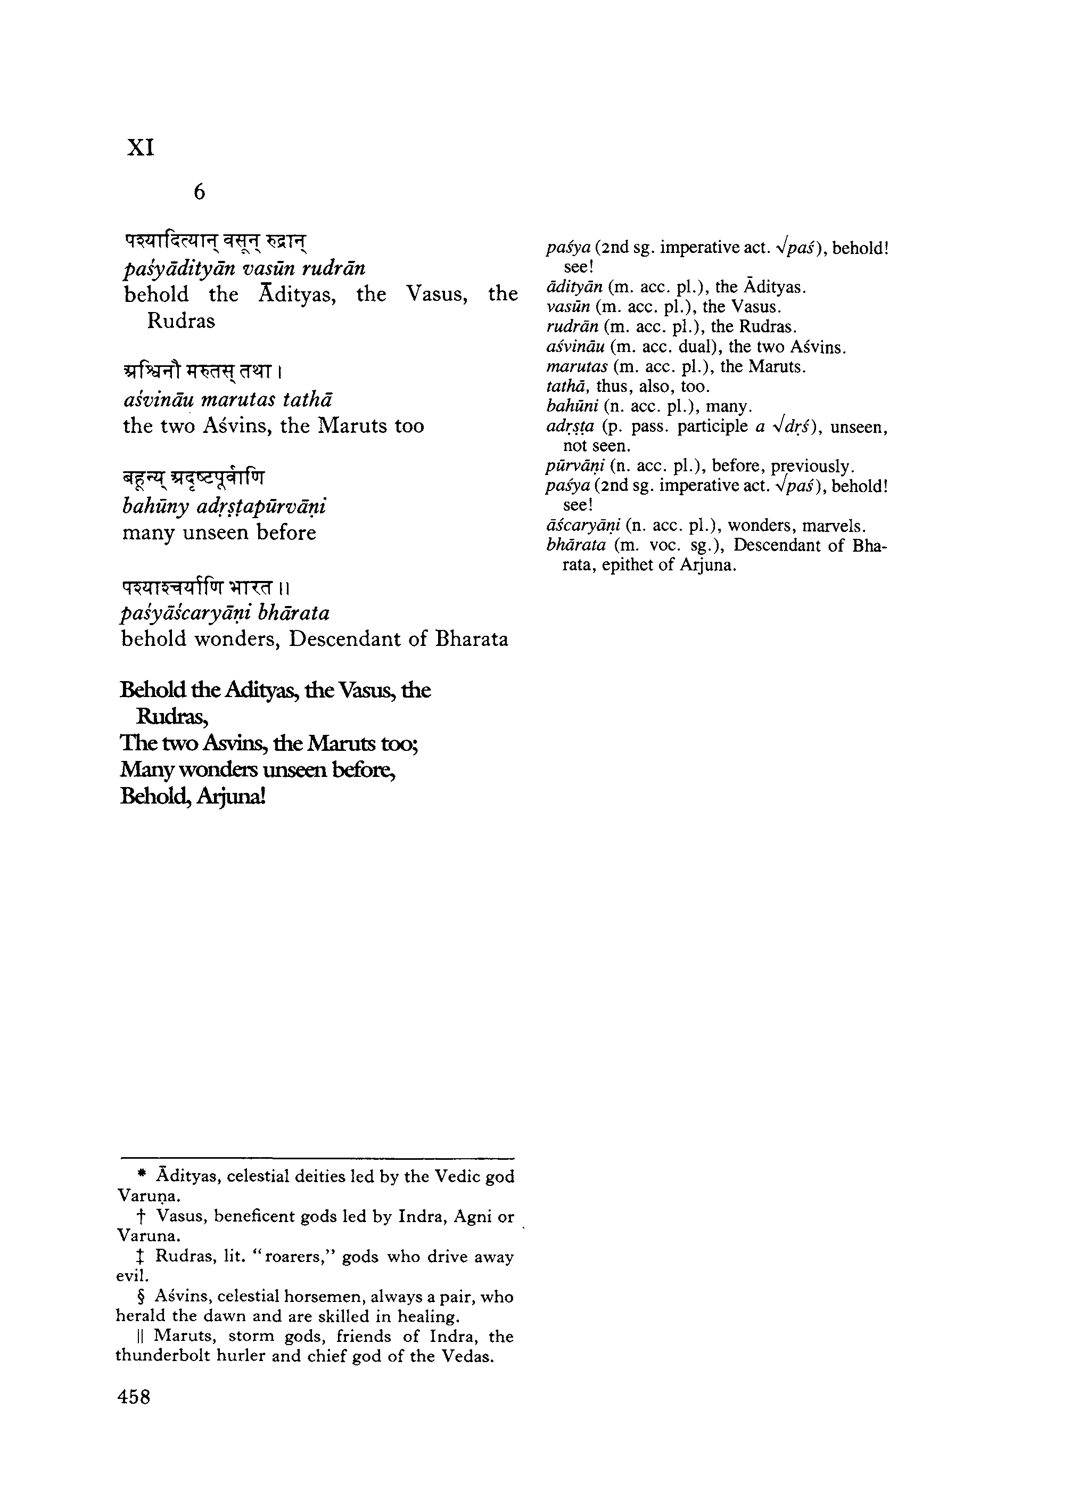 XI
6
पश्यादित्यान् वसून् रुद्रान्
paśyādityān vasūn rudrān
behold the Ādityas, the Vasus, the
Rudras
अश्विनौ मरुतस् तथा ।
aśvināu marutas tathā
the two Aśvins, the Maruts too
बहून्य् अदृष्टपूर्वाणि
bahūny adṛṣṭapūrvāṇi
many unseen before
पश्याश्चर्याणि भारत ॥
paśyāścaryāṇi bhārata
behold wonders, Descendant of Bharata
Behold the Adityas, the Vasus, the
Rudras,
The two Asvins, the Maruts too;
Many wonders unseen before,
Behold, Arjuna!
paśya (2nd sg. imperative act. √paś), behold!
see!
ādityān (m. acc. pl.), the Ādityas.
vasūn (m. acc. pl.), the Vasus.
rudrān (m. acc. pl.), the Rudras.
aśvināu (m. acc. dual), the two Aśvins.
marutas (m. acc. pl.), the Maruts.
tathā, thus, also, too.
bahūni (n. acc. pl.), many.
adṛṣṭa (p. pass. participle a √dṛś), unseen,
not seen.
pūrvāṇi (n. acc. pl.), before, previously.
paśya (2nd sg. imperative act. √paś), behold!
see!
āścaryāṇi (n. acc. pl.), wonders, marvels.
bhārata (m. voc. sg.), Descendant of Bha-
rata, epithet of Arjuna.
* Ādityas, celestial deities led by the Vedic god
Varuṇa.
† Vasus, beneficent gods led by Indra, Agni or
Varuna.
‡ Rudras, lit. “roarers,” gods who drive away
evil.
§ Aśvins, celestial horsemen, always a pair, who
herald the dawn and are skilled in healing.
‖ Maruts, storm gods, friends of Indra, the
thunderbolt hurler and chief god of the Vedas.
458